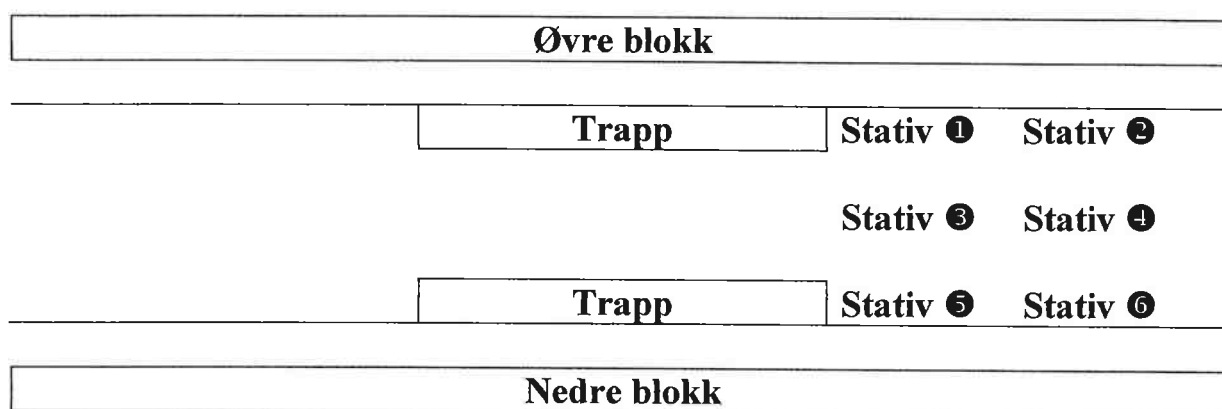 Øvre blokk
Trapp Stativ ❶ Stativ ❷
Stativ ❸ Stativ ❹
Trapp Stativ ❺ Stativ ❻
Nedre blokk